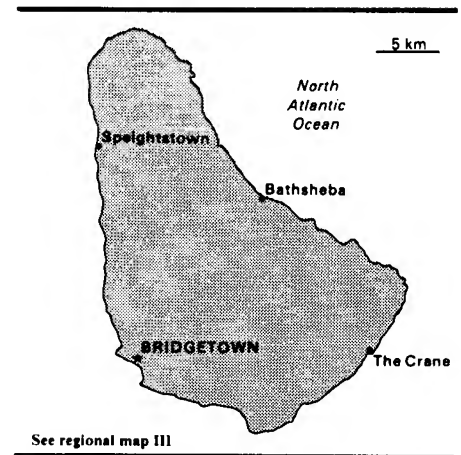 5 km
North
Atlantic
Ocean
Speightstown
Bathsheba
BRIDGETOWN
The Crane
See regional map III